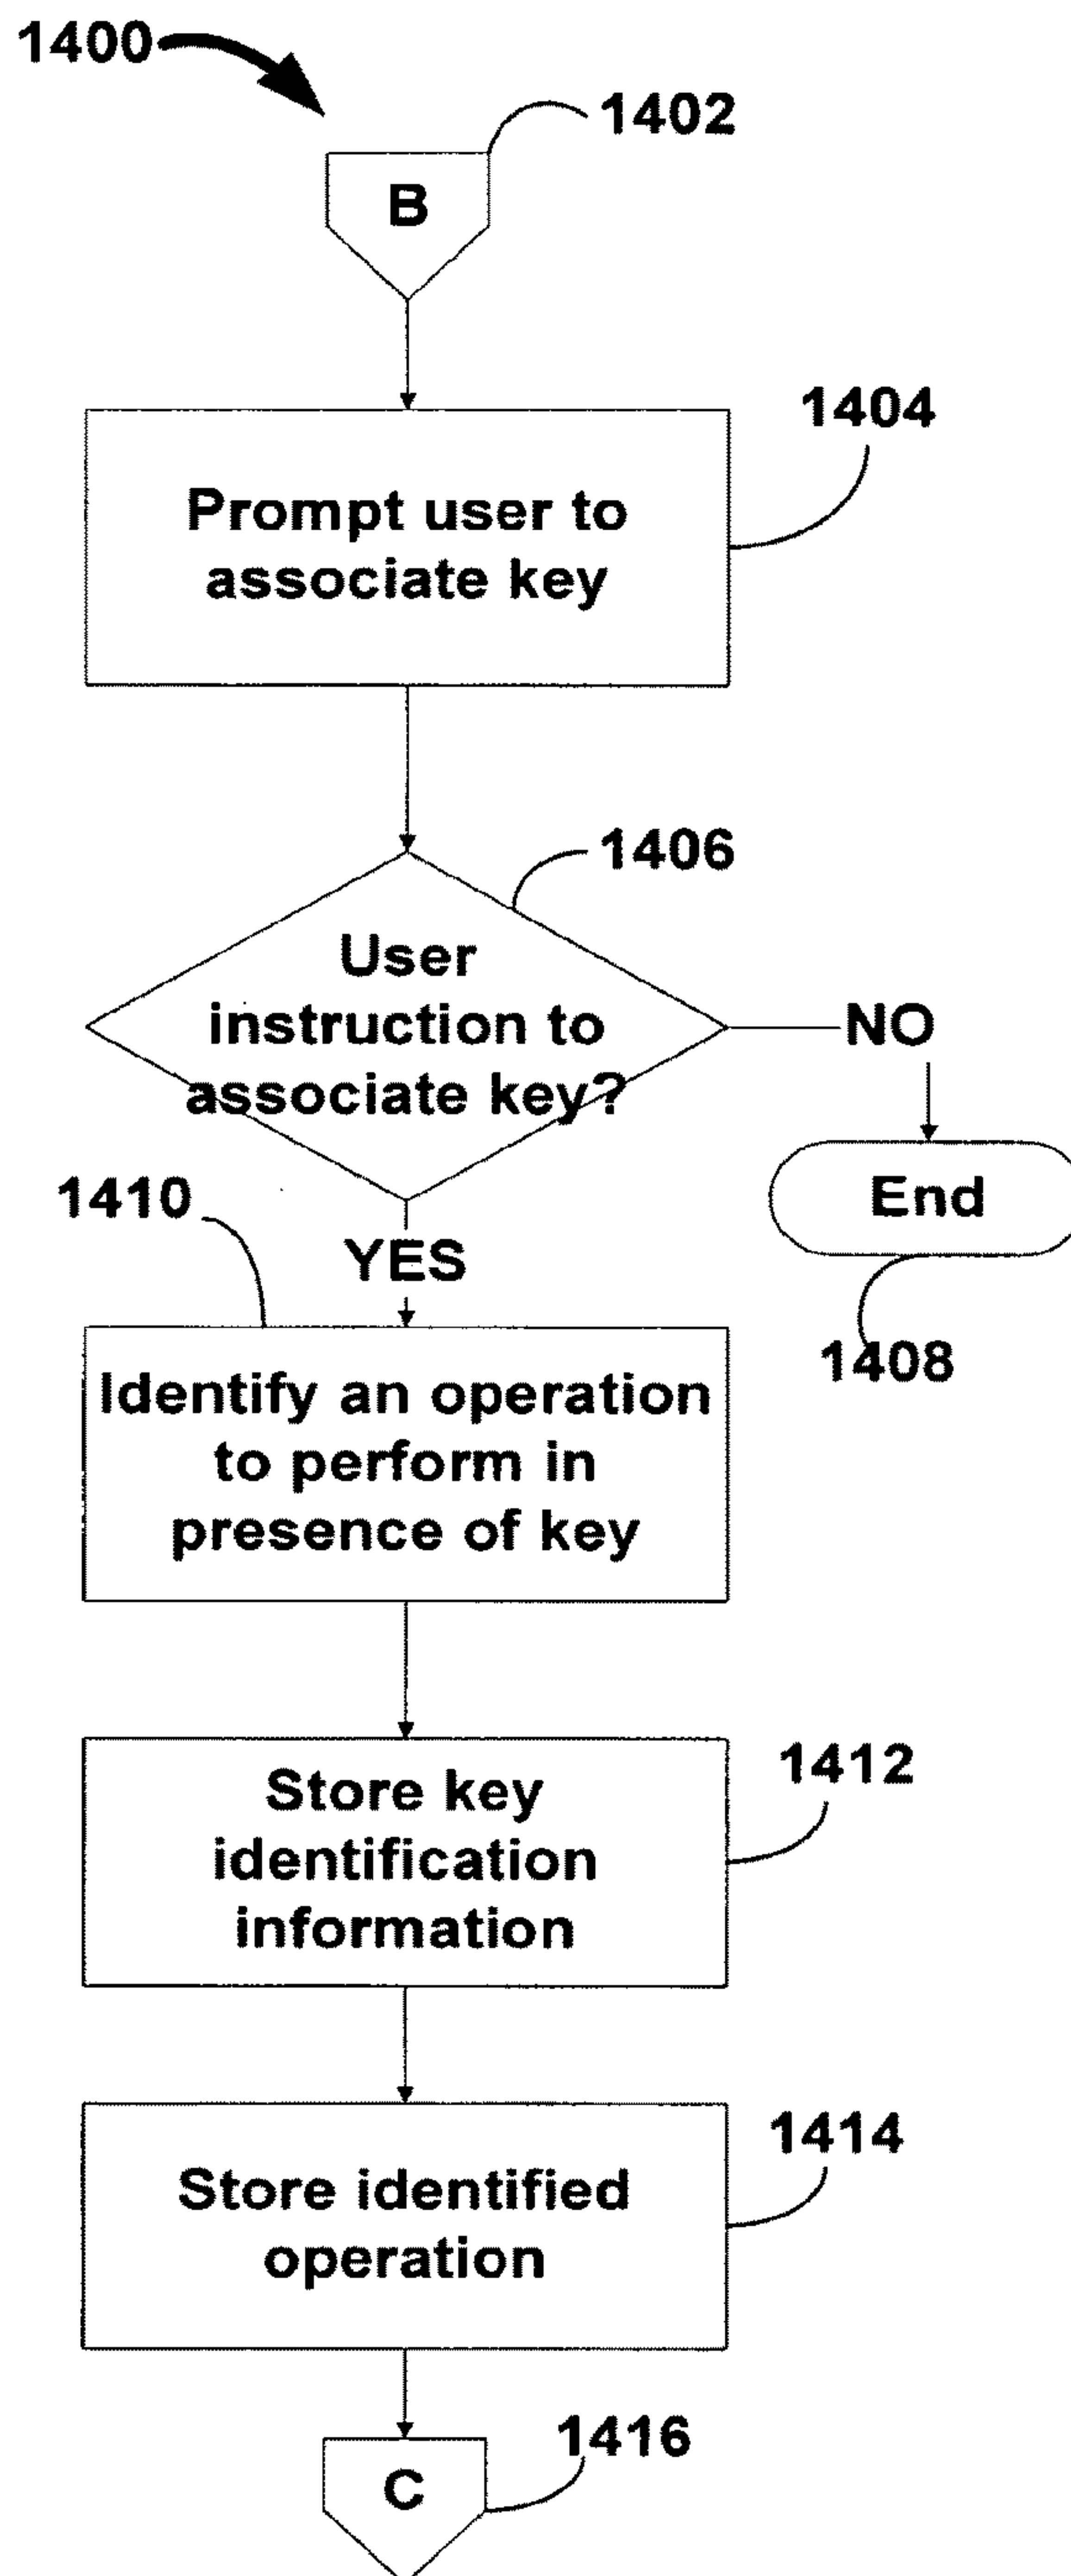 1400
1402
B
1404
Prompt user to
associate key
1406
User
instruction to
associate key?
NO
End
1408
1410
YES
Identify an operation
to perform in
presence of key
1412
Store key
identification
information
1414
Store identified
operation
1416
C